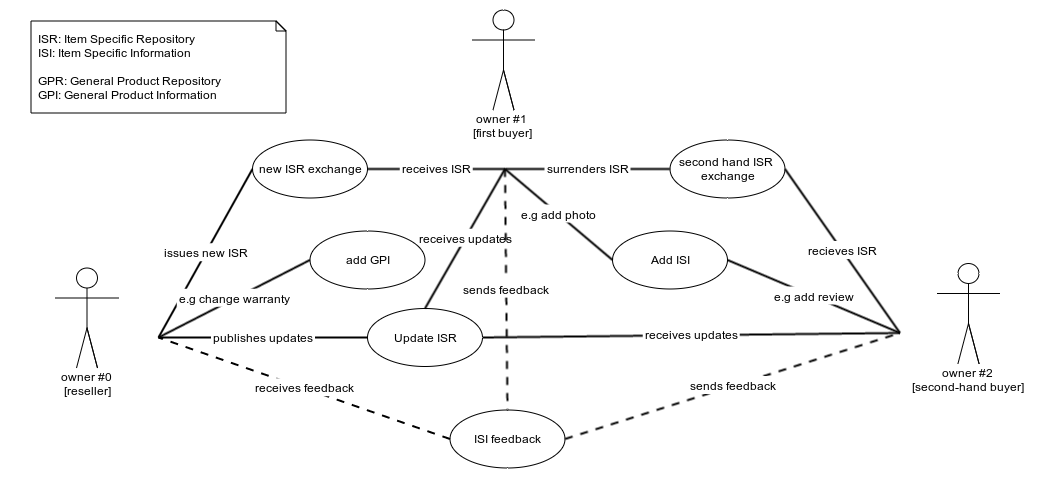 ISR: Item Specific Repository
ISI: Item Specific Information
GPR: General Product Repository
GPI: General Product Information
owner #1
[first buyer]
new ISR exchange
receives ISR
surrenders ISR
second hand ISR
exchange
e.g add photo
receives updates
issues new ISR
add GPI
Add ISI
recieves ISR
sends feedback
e.g change warranty
e.g add review
publishes updates
Update ISR
receives updates
owner #0
[reseller]
owner #2
[second-hand buyer]
receives feedback
sends feedback
ISI feedback